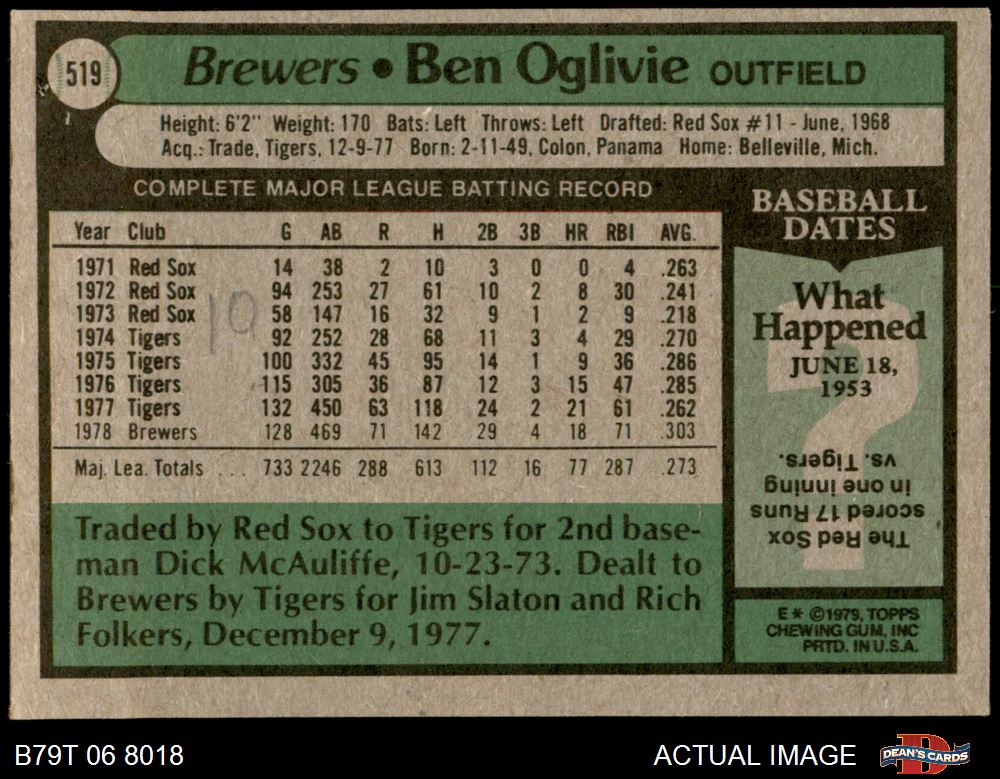 519
Brewers • Ben Oglivie OUTFIELD
Height: 6'2" Weight: 170 Bats: Left Throws: Left Drafted: Red Sox #11 - June, 1968
Acq.: Trade, Tigers, 12-9-77 Born: 2-11-49, Colon, Panama Home: Belleville, Mich.
COMPLETE MAJOR LEAGUE BATTING RECORD
Year Club G AB R H 2B 3B HR RBI AVG.
1971 Red Sox 14 38 2 10 3 0 0 4 .263
1972 Red Sox 94 253 27 61 10 2 8 30 .241
1973 Red Sox 58 147 16 32 9 1 2 9 .218
1974 Tigers 92 252 28 68 11 3 4 29 .270
1975 Tigers 100 332 45 95 14 1 9 36 .286
1976 Tigers 115 305 36 87 12 3 15 47 .285
1977 Tigers 132 450 63 118 24 2 21 61 .262
1978 Brewers 128 469 71 142 29 4 18 71 .303
Maj. Lea. Totals ... 733 2246 288 613 112 16 77 287 .273
10
Traded by Red Sox to Tigers for 2nd base-
man Dick McAuliffe, 10-23-73. Dealt to
Brewers by Tigers for Jim Slaton and Rich
Folkers, December 9, 1977.
BASEBALL
DATES
What
Happened
JUNE 18,
1953
?
The Red Sox
scored 17 Runs
in one inning
vs. Tigers.
E* ©1979, TOPPS
CHEWING GUM, INC
PRTD. IN U.S.A.
B79T 06 8018
ACTUAL IMAGE
D
DEAN'S CARDS